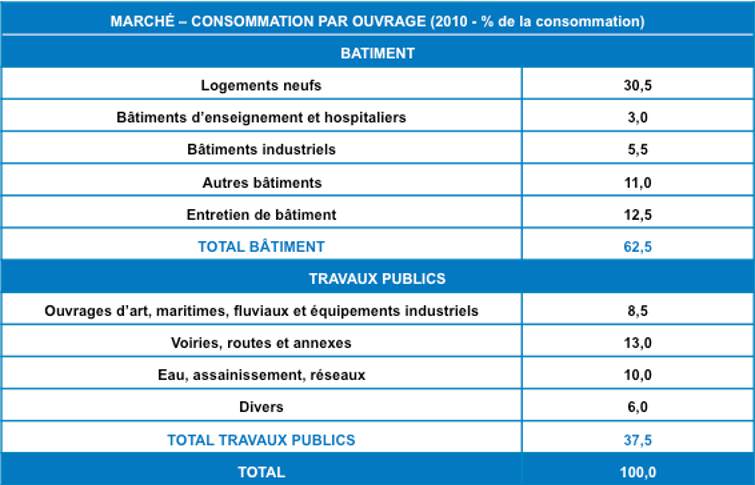 MARCHÉ – CONSOMMATION PAR OUVRAGE (2010 - % de la consommation)
BATIMENT
Logements neufs 30,5
Bâtiments d’enseignement et hospitaliers 3,0
Bâtiments industriels 5,5
Autres bâtiments 11,0
Entretien de bâtiment 12,5
TOTAL BÂTIMENT 62,5
TRAVAUX PUBLICS
Ouvrages d’art, maritimes, fluviaux et équipements industriels 8,5
Voiries, routes et annexes 13,0
Eau, assainissement, réseaux 10,0
Divers 6,0
TOTAL TRAVAUX PUBLICS 37,5
TOTAL 100,0